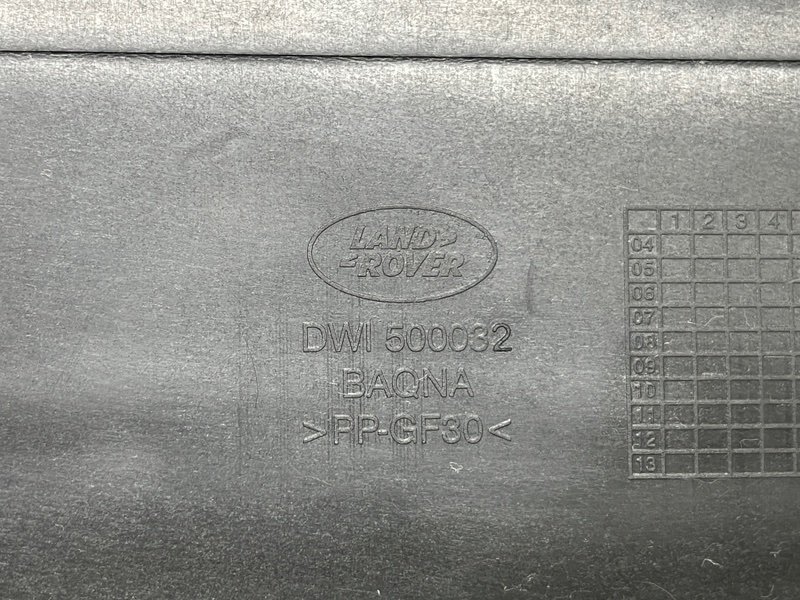 LAND
ROVER
DWI 500032
BAQNA
>PP-GF30<
1 2 3 4
04
05
06
07
08
09
10
11
12
13